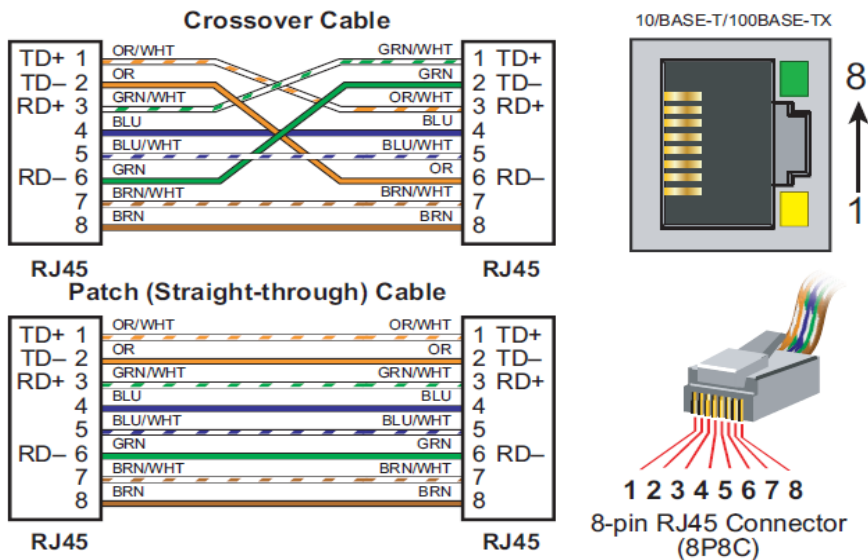 Crossover Cable
TD+ 1 OR/WHT GRN/WHT 1 TD+
TD– 2 OR GRN 2 TD–
RD+ 3 GRN/WHT OR/WHT 3 RD+
4 BLU BLU 4
5 BLU/WHT BLU/WHT 5
RD– 6 GRN OR 6 RD–
7 BRN/WHT BRN/WHT 7
8 BRN BRN 8
RJ45 RJ45
10/BASE-T/100BASE-TX
8
1
Patch (Straight-through) Cable
TD+ 1 OR/WHT OR/WHT 1 TD+
TD– 2 OR OR 2 TD–
RD+ 3 GRN/WHT GRN/WHT 3 RD+
4 BLU BLU 4
5 BLU/WHT BLU/WHT 5
RD– 6 GRN GRN 6 RD–
7 BRN/WHT BRN/WHT 7
8 BRN BRN 8
RJ45 RJ45
1 2 3 4 5 6 7 8
8-pin RJ45 Connector
(8P8C)